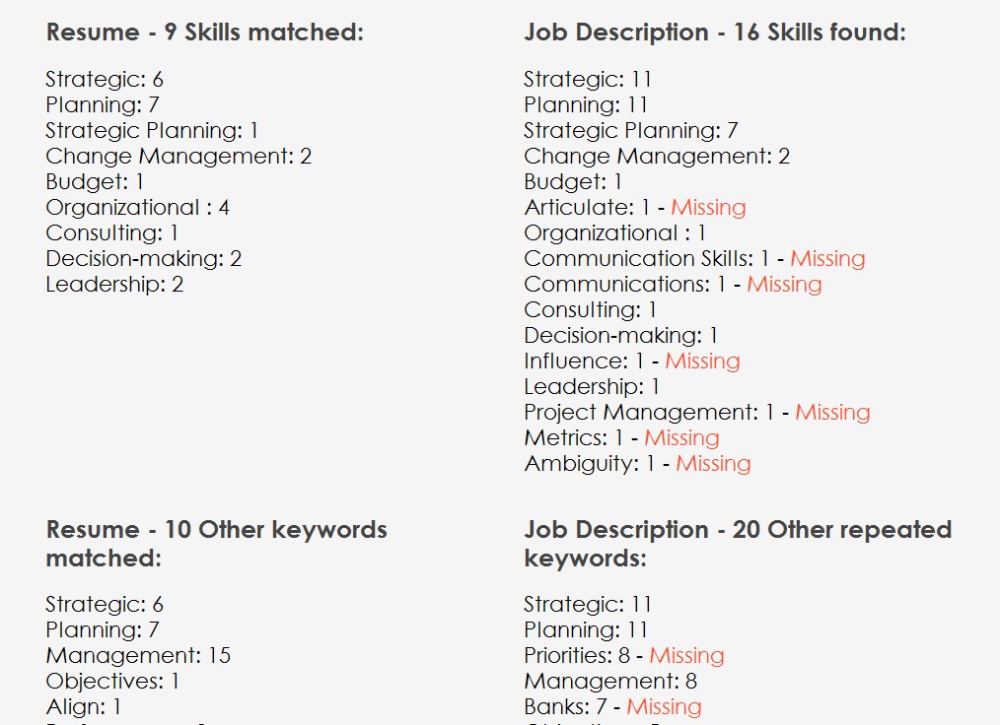 Resume - 9 Skills matched:
Strategic: 6
Planning: 7
Strategic Planning: 1
Change Management: 2
Budget: 1
Organizational : 4
Consulting: 1
Decision-making: 2
Leadership: 2
Job Description - 16 Skills found:
Strategic: 11
Planning: 11
Strategic Planning: 7
Change Management: 2
Budget: 1
Articulate: 1 - Missing
Organizational : 1
Communication Skills: 1 - Missing
Communications: 1 - Missing
Consulting: 1
Decision-making: 1
Influence: 1 - Missing
Leadership: 1
Project Management: 1 - Missing
Metrics: 1 - Missing
Ambiguity: 1 - Missing
Resume - 10 Other keywords
matched:
Strategic: 6
Planning: 7
Management: 15
Objectives: 1
Align: 1
Job Description - 20 Other repeated
keywords:
Strategic: 11
Planning: 11
Priorities: 8 - Missing
Management: 8
Banks: 7 - Missing